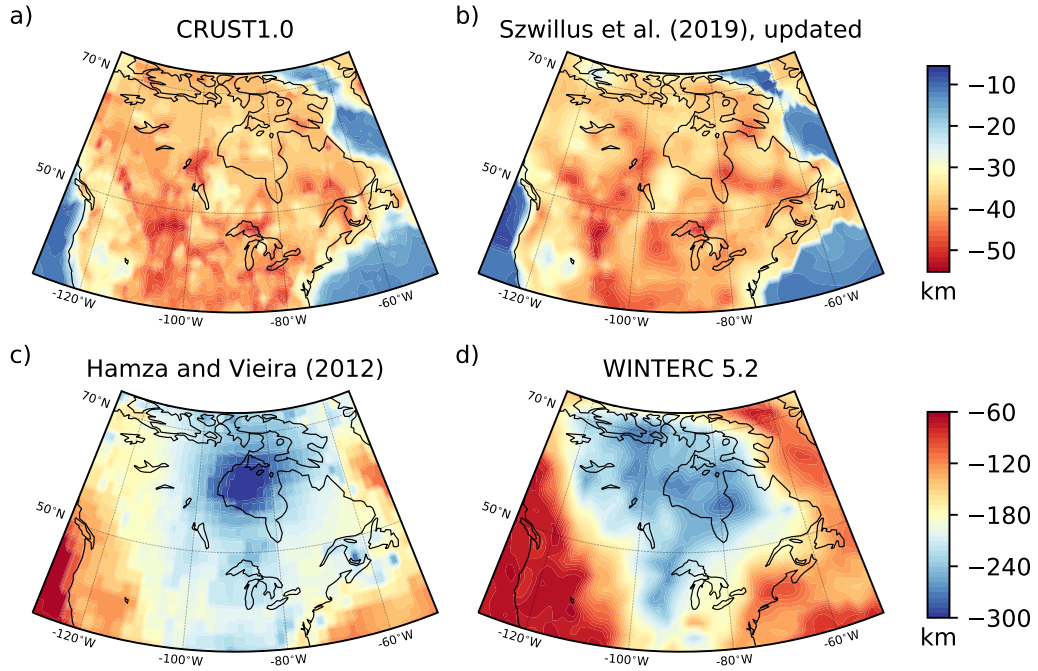 a)
CRUST1.0
70°N
50°N
-120°W
-100°W
-80°W
-60°W
b)
Szwillus et al. (2019), updated
70°N
50°N
-120°W
-100°W
-80°W
-60°W
−10
−20
−30
−40
−50
km
c)
Hamza and Vieira (2012)
70°N
50°N
-120°W
-100°W
-80°W
-60°W
d)
WINTERC 5.2
70°N
50°N
-120°W
-100°W
-80°W
-60°W
−60
−120
−180
−240
−300
km